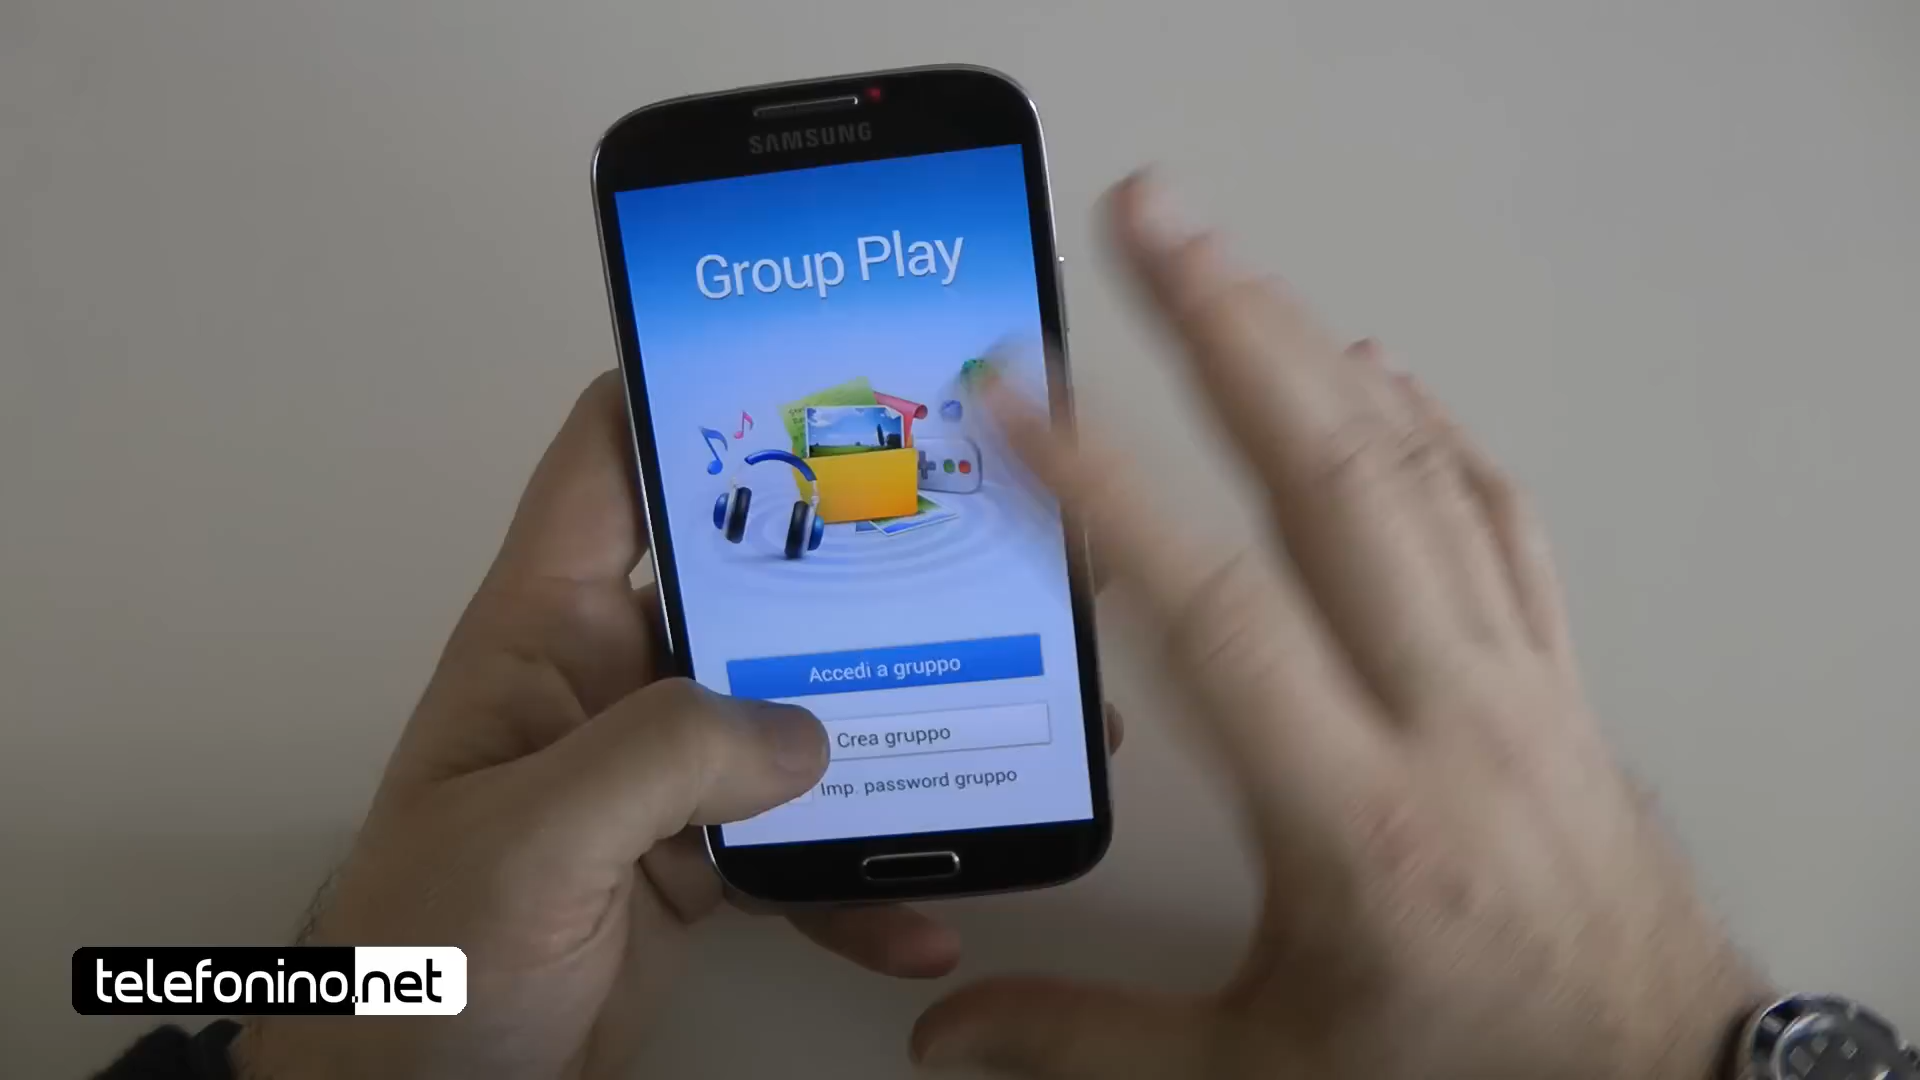 SAMSUNG
Group Play
Accedi a gruppo
Crea gruppo
Imp. password gruppo
telefonino.net